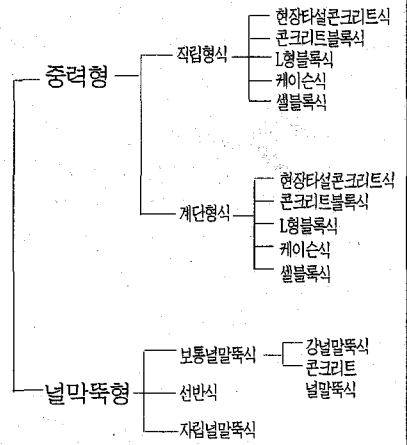 현장타설콘크리트식
콘크리트블록식
직립형식
L형블록식
중력형
케이슨식
셀블록식
현장타설콘크리트식
콘크리트블록식
계단형식
L형블록식
케이슨식
셀블록식
보통널말뚝식
강널말뚝식
콘크리트
널말뚝식
널막뚝형
선반식
자립널말뚝식